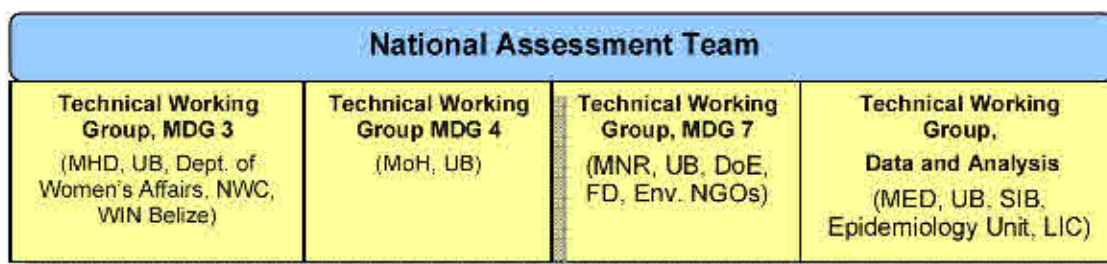 National Assessment Team
Technical Working
Group, MDG 3
(MHD, UB, Dept. of
Women's Affairs, NWC,
WIN Belize)
Technical Working
Group MDG 4
(MoH, UB)
Technical Working
Group, MDG 7
(MNR, UB, DoE,
FD, Env. NGOs)
Technical Working
Group,
Data and Analysis
(MED, UB. SIB,
Epidemiology Unit, LIC)